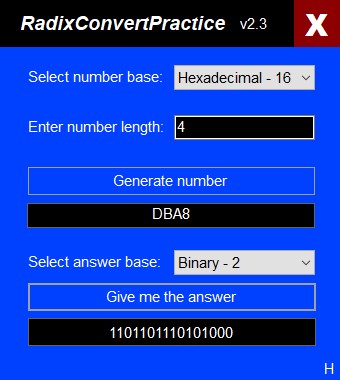 RadixConvertPractice v2.3 X
Select number base: Hexadecimal - 16
Enter number length: 4
Generate number
DBA8
Select answer base: Binary - 2
Give me the answer
1101101110101000
H